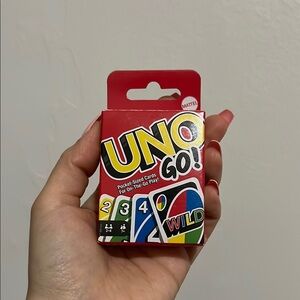 MATTEL
UNO
GO!
Pocket-Sized Cards
For On-The-Go Play!
2
3
4
WILD